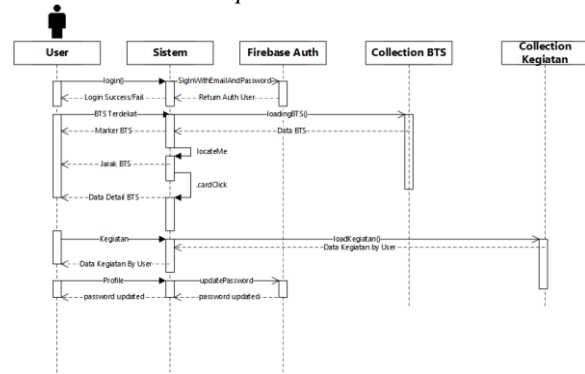 User
Sistem
Firebase Auth
Collection BTS
Collection
Kegiatan
login()
SigInWithEmailAndPassword()
Login Success/Fail
Return Auth User
BTS Terdekat
loadingBTS()
Marker BTS
Data BTS
locateMe
Jarak BTS
.cardClick
Data Detail BTS
Kegiatan
loadKegiatan()
Data Kegiatan by User
Data Kegiatan By User
Profile
updatePassword
password updated
password updated